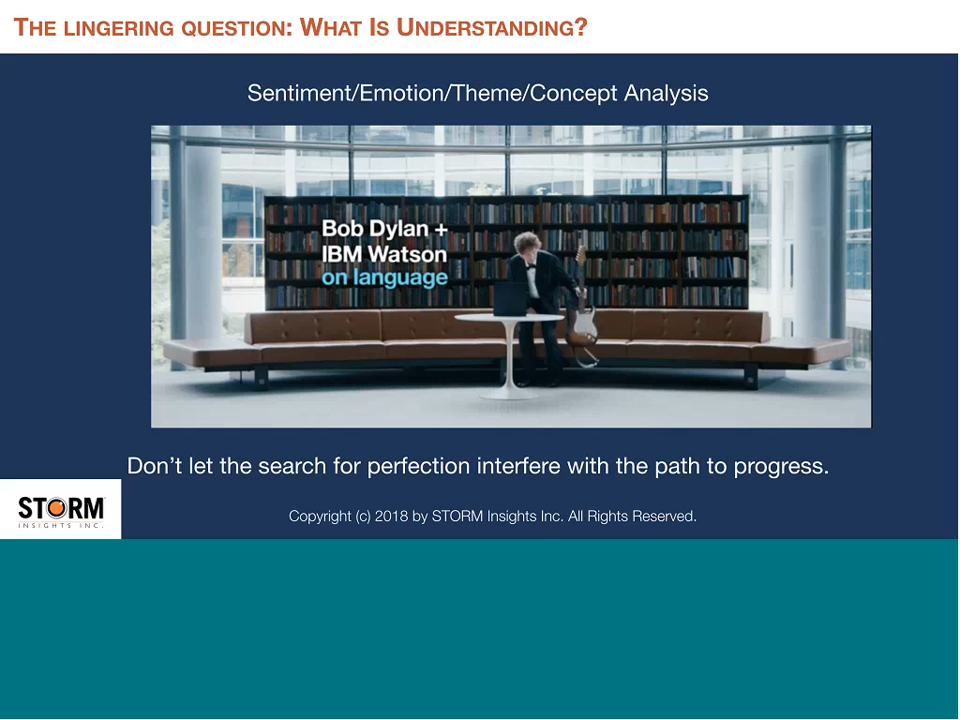 THE LINGERING QUESTION: WHAT IS UNDERSTANDING?
Sentiment/Emotion/Theme/Concept Analysis
Bob Dylan +
IBM Watson
on language
Don’t let the search for perfection interfere with the path to progress.
STORM
INSIGHTS INC.
Copyright (c) 2018 by STORM Insights Inc. All Rights Reserved.